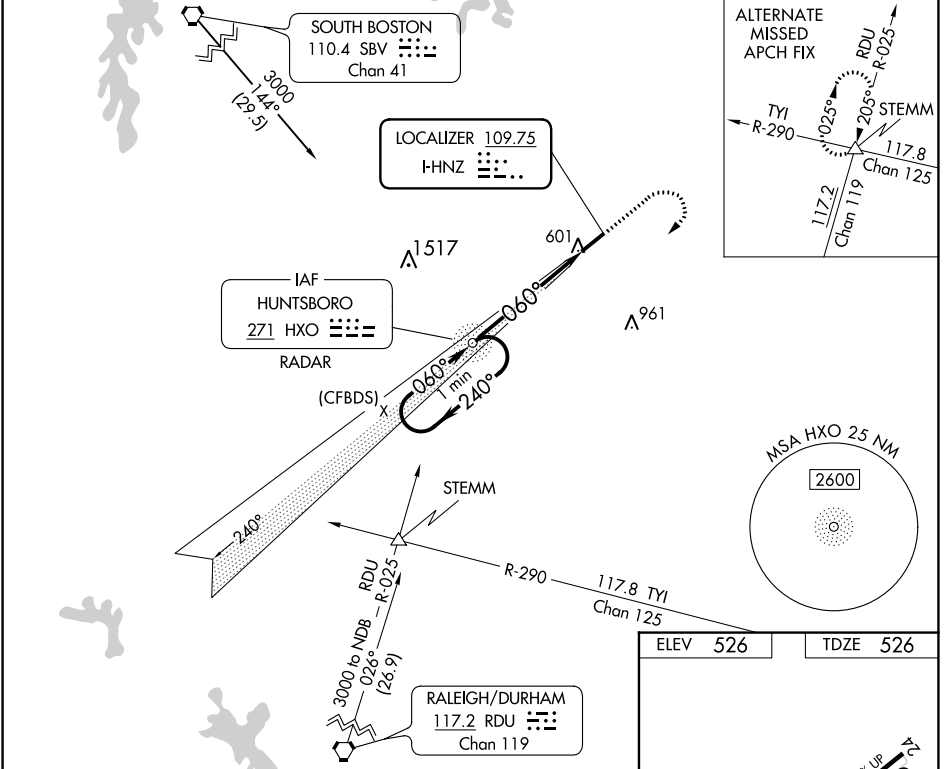 SOUTH BOSTON
110.4 SBV
Chan 41
3000
144°
(29.5)
ALTERNATE
MISSED
APCH FIX
RDU
R-025
TYI
R-290
025°
205°
STEMM
117.8
Chan 125
117.2
Chan 119
LOCALIZER 109.75
I-HNZ
1517
601
961
IAF
HUNTSBORO
271 HXO
RADAR
060°
060°
1 min
240°
(CFBDS)
X
240°
MSA HXO 25 NM
2600
STEMM
R-290
117.8 TYI
Chan 125
RDU
R-025
3000 to NDB
026°
(26.9)
RALEIGH/DURHAM
117.2 RDU
Chan 119
ELEV 526
TDZE 526
UP
24